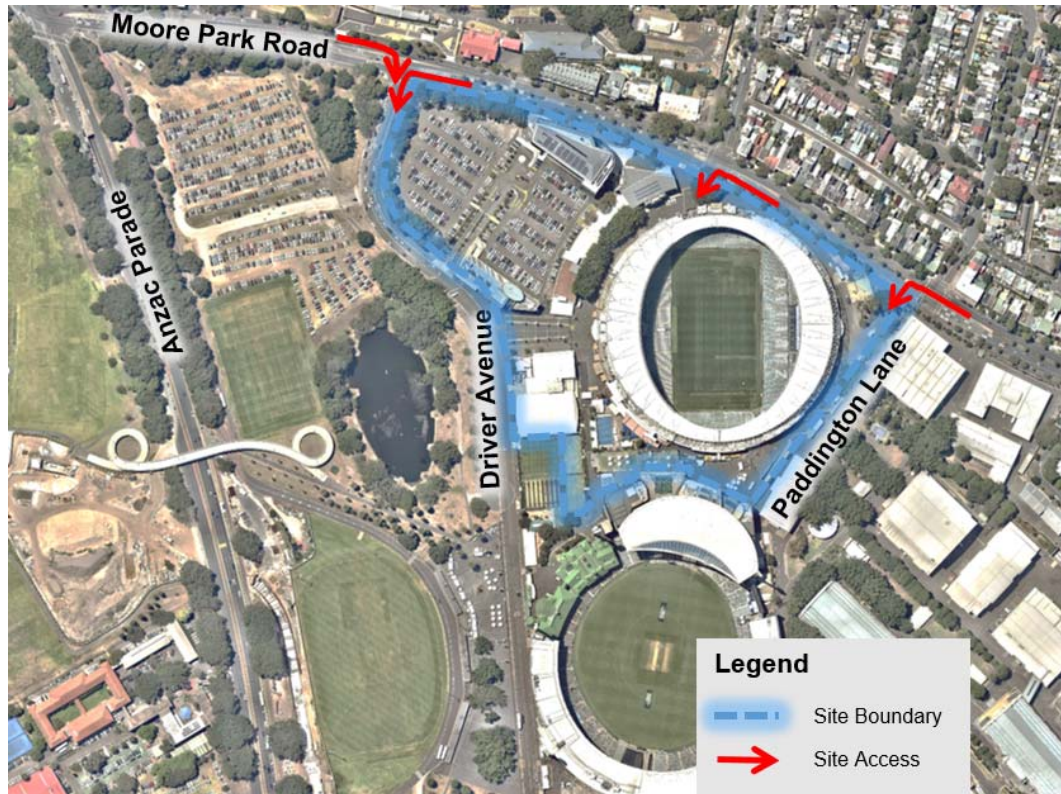 Moore Park Road
Anzac Parade
Driver Avenue
Paddington Lane
Legend
Site Boundary
Site Access